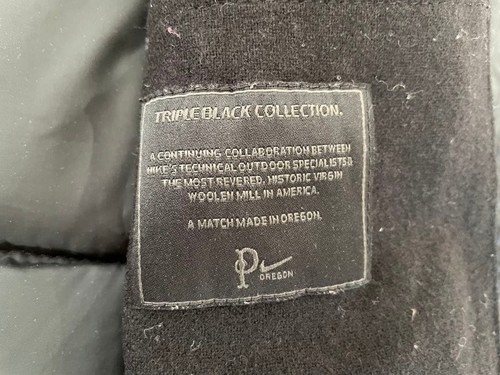 TRIPLE BLACK COLLECTION.
A CONTINUING COLLABORATION BETWEEN
NIKE'S TECHNICAL OUTDOOR SPECIALISTS &
THE MOST REVERED, HISTORIC VIRGIN
WOOLEN MILL IN AMERICA.
A MATCH MADE IN OREGON.
P
OREGON